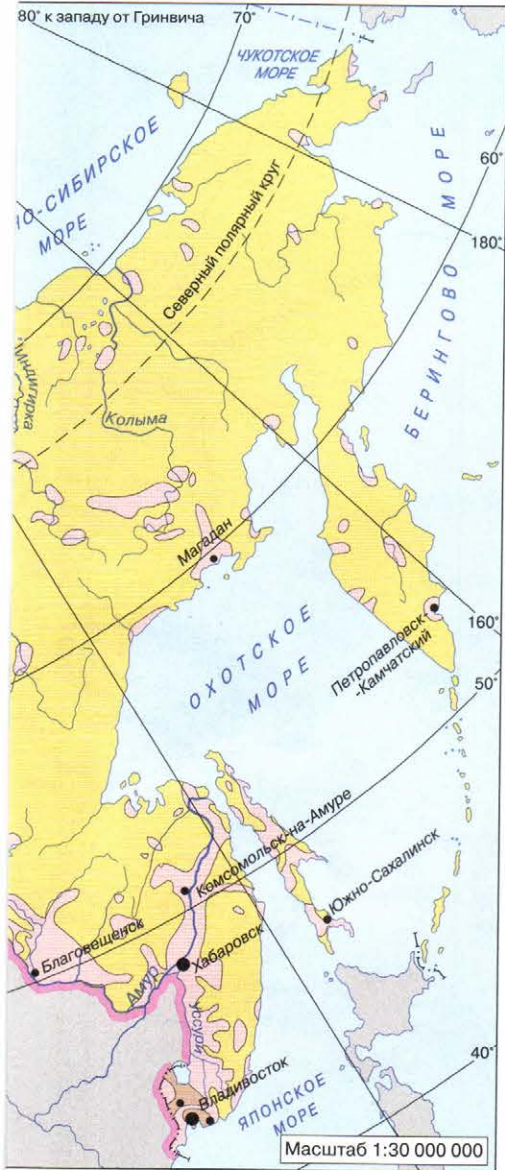 80° к западу от Гринвича
70°
ЧУКОТСКОЕ
МОРЕ
НО-СИБИРСКОЕ
МОРЕ
Северный полярный круг
60°
180°
БЕРИНГОВО МОРЕ
Индигирка
Колыма
Магадан
ОХОТСКОЕ
МОРЕ
Петропавловск-
-Камчатский
160°
50°
Комсомольск-на-Амуре
Южно-Сахалинск
Благовещенск
Амур
Хабаровск
Уссури
Владивосток
ЯПОНСКОЕ
МОРЕ
40°
Масштаб 1:30 000 000